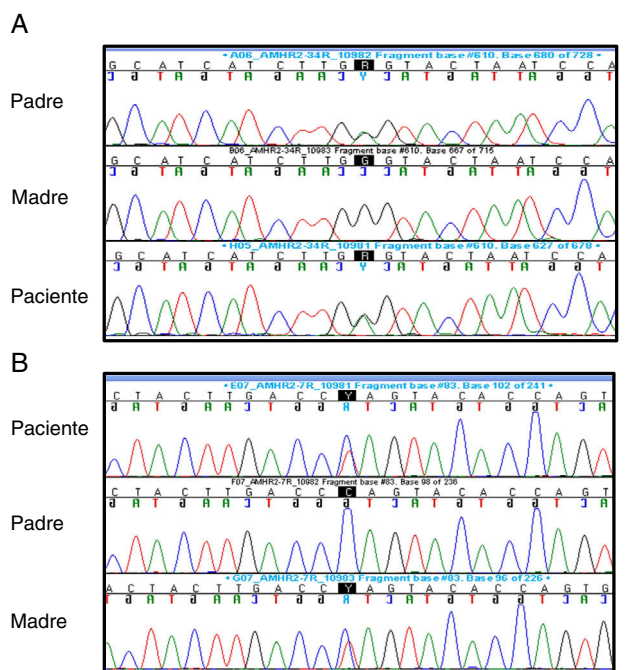 A
• A06_AMHR2-34R_10982 Fragment base #610. Base 680 of 728 •
G C A T C A T C T T G R G T A C T A A T C C A
C G T A G T A G A A C Y C A T G A T T A G G T
Padre
B06_AMHR2-34R_10983 Fragment base #610. Base 667 of 715
G C A T C A T C T T G G G T A C T A A T C C A
C G T A G T A G A A C C C A T G A T T A G G T
Madre
• H05_AMHR2-34R_10981 Fragment base #610. Base 627 of 678 •
G C A T C A T C T T G R G T A C T A A T C C A
C G T A G T A G A A C Y C A T G A T T A G G T
Paciente
B
• E07_AMHR2-7R_10981 Fragment base #83. Base 102 of 241 •
C T A C T T G A C C Y A G T A C A C C A G T
G A T G A A C T G G R T C A T G T G G T C A
Paciente
F07_AMHR2-7R_10982 Fragment base #83. Base 98 of 236
C T A C T T G A C C C A G T A C A C C A G T
G A T G A A C T G G G T C A T G T G G T C A
Padre
• G07_AMHR2-7R_10983 Fragment base #83. Base 96 of 226 •
A C T A C T T G A C C Y A G T A C A C C A G T G
T G A T G A A C T G G R T C A T G T G G T C A C
Madre